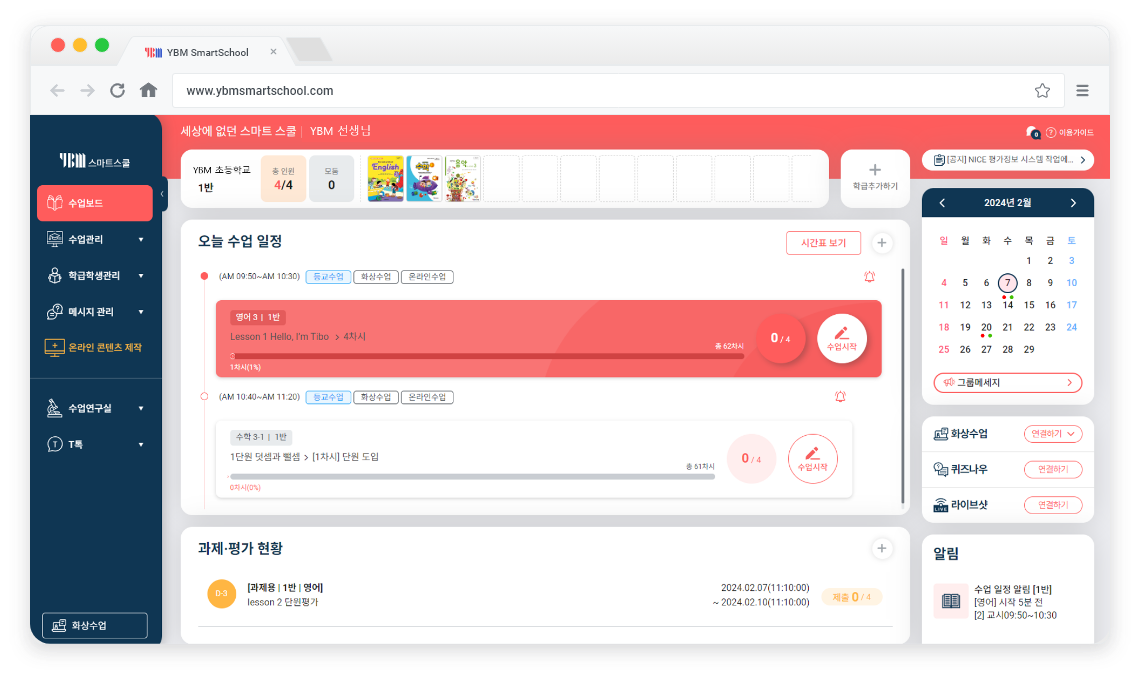 YBM SmartSchool
www.ybmsmartschool.com
YBM 스마트스쿨
세상에 없던 스마트 스쿨 | YBM 선생님
이용가이드
수업보드
수업관리
학급학생관리
메시지 관리
온라인 콘텐츠 제작
수업연구실
T톡
화상수업
YBM 초등학교
1반
총 인원
4/4
모둠
0
English
수학
음악
학급추가하기
[공시] NICE 평가정보 시스템 작업에...
오늘 수업 일정
시간표 보기
(AM 09:50~AM 10:30) 등교수업 화상수업 온라인수업
영어 3 | 1반
Lesson 1 Hello, I'm Tibo > 4차시
총 62차시
1차시(1%)
0 / 4
수업시작
(AM 10:40~AM 11:20) 등교수업 화상수업 온라인수업
수학 3-1 | 1반
1단원 덧셈과 뺄셈 > [1차시] 단원 도입
총 61차시
0차시(0%)
0 / 4
수업시작
과제·평가 현황
D-3
[과제용 | 1반 | 영어]
lesson 2 단원평가
2024.02.07(11:10:00)
~ 2024.02.10(11:10:00)
제출 0 / 4
2024년 2월
일 월 화 수 목 금 토
1 2 3
4 5 6 7 8 9 10
11 12 13 14 15 16 17
18 19 20 21 22 23 24
25 26 27 28 29
그룹메세지
화상수업 연결하기
퀴즈나우 연결하기
LIVE 라이브샷 연결하기
알림
수업 일정 알림 [1반]
[영어] 시작 5분 전
[2] 교시09:50~10:30